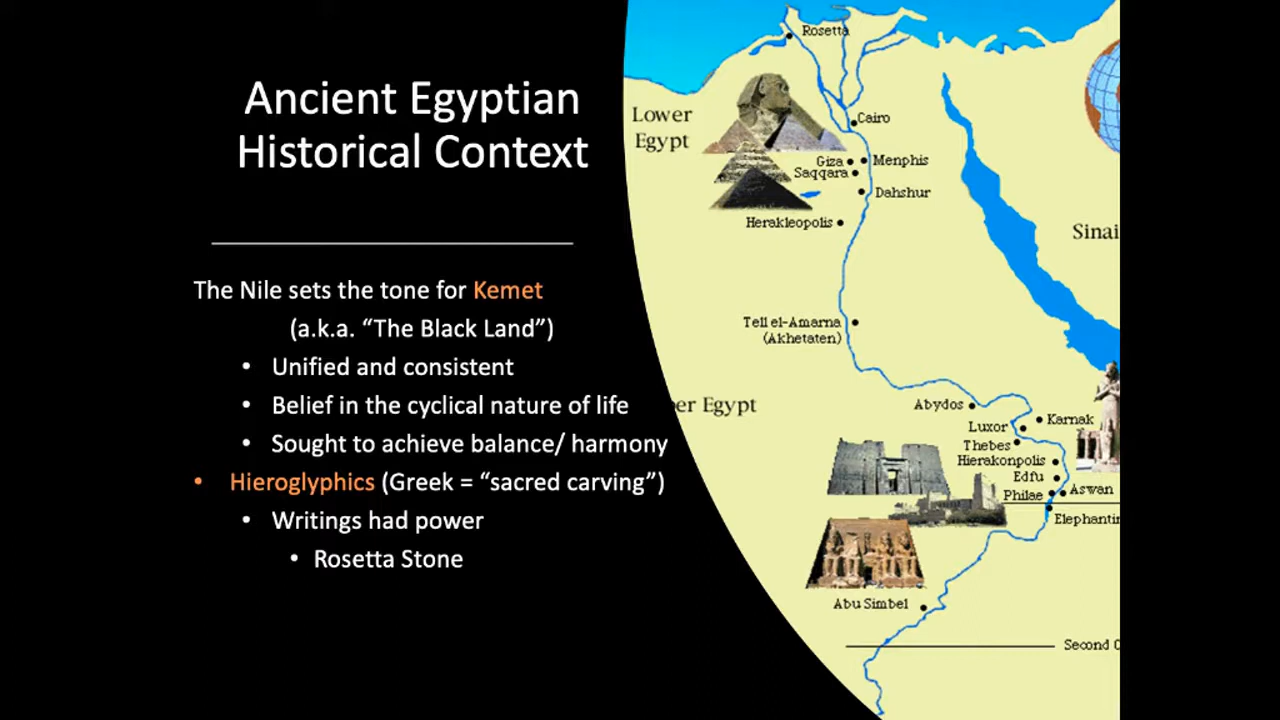 Ancient Egyptian
Historical Context
The Nile sets the tone for Kemet
(a.k.a. “The Black Land”)
• Unified and consistent
• Belief in the cyclical nature of life
• Sought to achieve balance/ harmony
• Hieroglyphics (Greek = “sacred carving”)
• Writings had power
• Rosetta Stone
Rosetta
Lower
Egypt
Cairo
Giza
Memphis
Saqqara
Dahshur
Herakleopolis
Sinai
Tell el-Amarna
(Akhetaten)
er Egypt
Abydos
Karnak
Luxor
Thebes
Hierakonpolis
Edfu
Philae
Aswan
Elephantin
Abu Simbel
Second